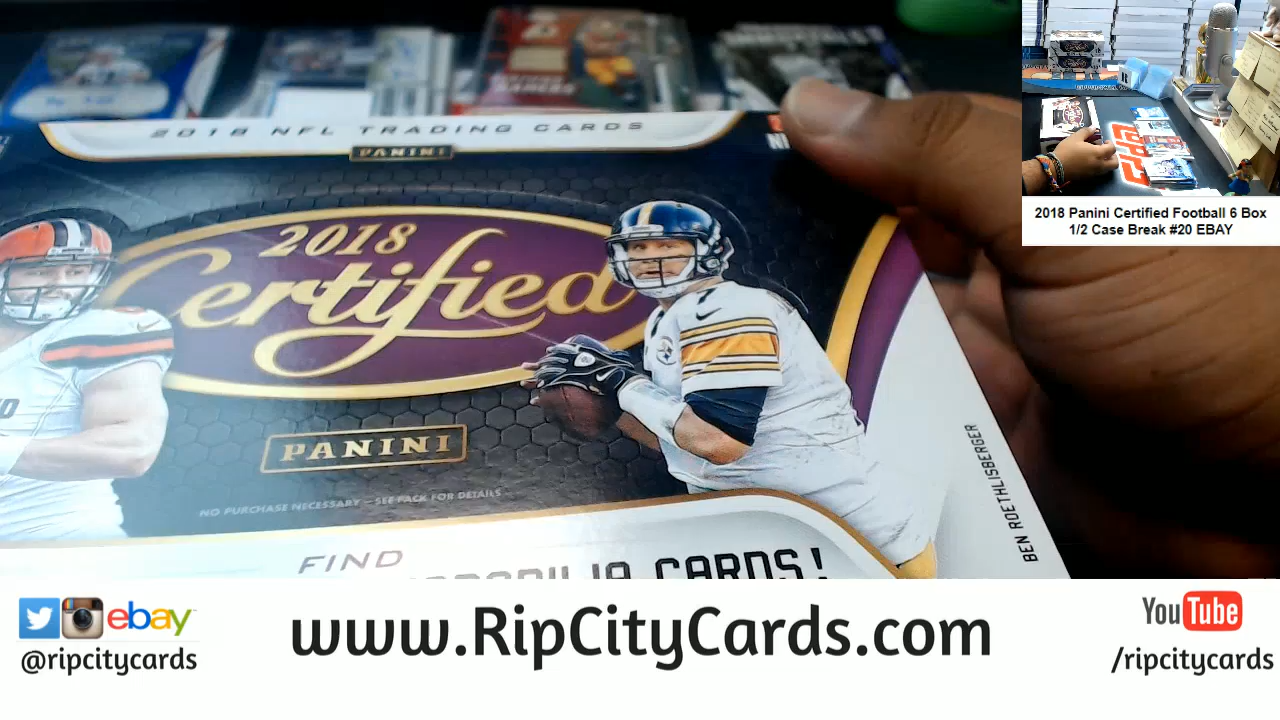 2018 NFL TRADING CARDS
PANINI
2018
Certified
7
PANINI
NO PURCHASE NECESSARY – SEE PACK FOR DETAILS
FIND
CARDS!
BEN ROETHLISBERGER
2018 Panini Certified Football 6 Box
1/2 Case Break #20 EBAY
ebay
@ripcitycards
www.RipCityCards.com
YouTube
/ripcitycards